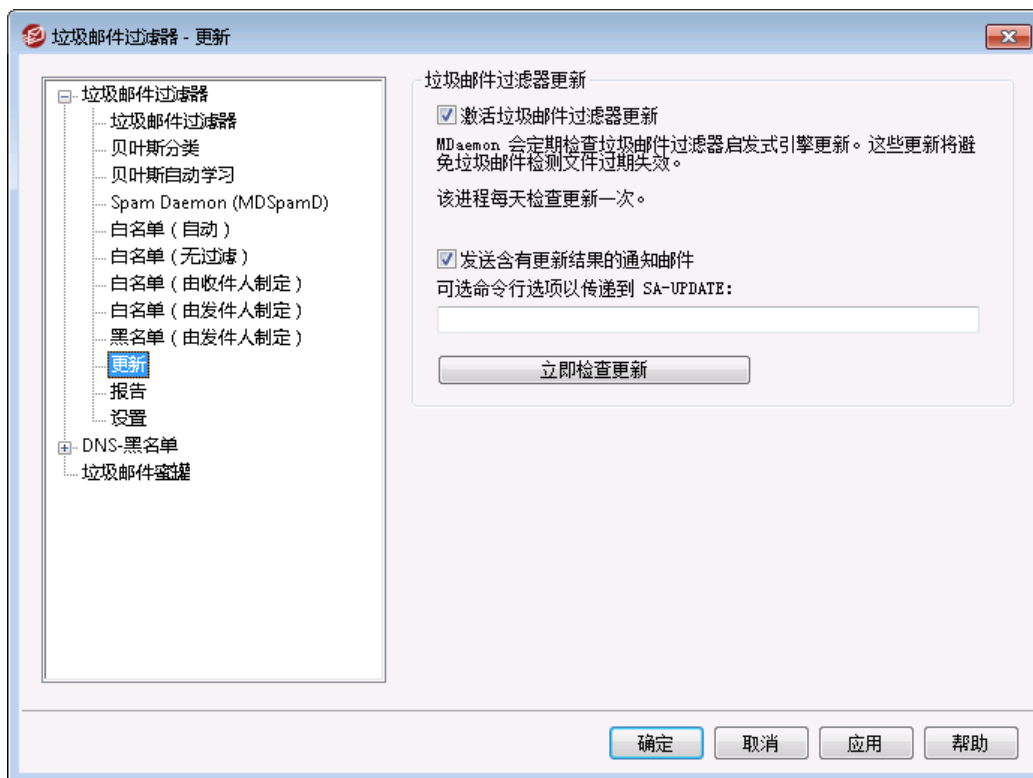 垃圾邮件过滤器 - 更新
垃圾邮件过滤器
垃圾邮件过滤器
贝叶斯分类
贝叶斯自动学习
Spam Daemon (MDSpamD)
白名单（自动）
白名单（无过滤）
白名单（由收件人制定）
白名单（由发件人制定）
黑名单（由发件人制定）
更新
报告
设置
DNS-黑名单
垃圾邮件蜜罐
垃圾邮件过滤器更新
激活垃圾邮件过滤器更新
MDaemon 会定期检查垃圾邮件过滤器启发式引擎更新。这些更新将避
免垃圾邮件检测文件过期失效。
该进程每天检查更新一次。
发送含有更新结果的通知邮件
可选命令行选项以传递到 SA-UPDATE:
立即检查更新
确定
取消
应用
帮助